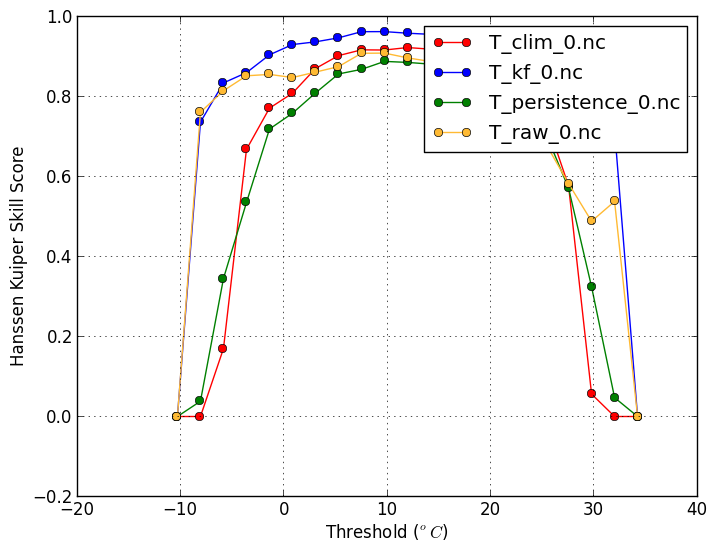 1.0
0.8
0.6
0.4
0.2
0.0
−0.2
Hanssen Kuiper Skill Score
T_clim_0.nc
T_kf_0.nc
T_persistence_0.nc
T_raw_0.nc
−20 −10 0 10 20 30 40
Threshold (° C)